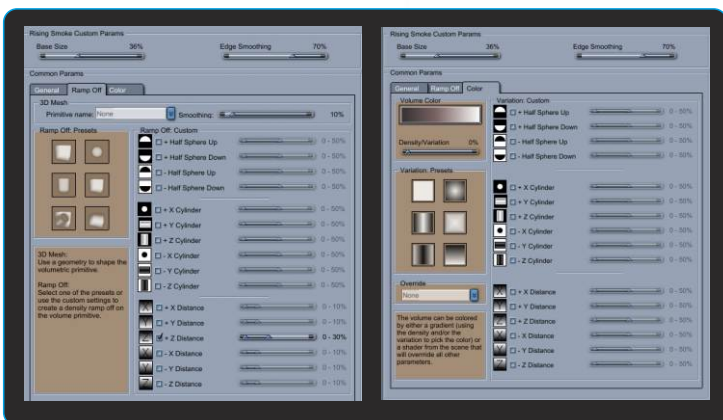 Rising Smoke Custom Params
Base Size 36% Edge Smoothing 70%
Common Params
General Ramp Off Color
3D Mesh
Primitive name: None Smoothing: 10%
Ramp Off: Presets
Ramp Off: Custom
+ Half Sphere Up 0 - 50%
+ Half Sphere Down 0 - 50%
- Half Sphere Up 0 - 50%
- Half Sphere Down 0 - 50%
+ X Cylinder 0 - 50%
+ Y Cylinder 0 - 50%
+ Z Cylinder 0 - 50%
- X Cylinder 0 - 50%
- Y Cylinder 0 - 50%
- Z Cylinder 0 - 50%
X + X Distance 0 - 10%
Y + Y Distance 0 - 10%
Z + Z Distance 0 - 30%
X - X Distance 0 - 10%
Y - Y Distance 0 - 10%
Z - Z Distance 0 - 10%
3D Mesh:
Use a geometry to shape the
volumetric primitive.
Ramp Off:
Select one of the presets or
use the custom settings to
create a density ramp off on
the volume primitive.
Rising Smoke Custom Params
Base Size 36% Edge Smoothing 70%
Common Params
General Ramp Off Color
Volume Color
Density/Variation 0%
Variation: Presets
Override
None
The volume can be colored
by either a gradient (using
the density and/or the
variation to pick the color) or
a shader from the scene that
will override all other
parameters.
Variation: Custom
+ Half Sphere Up 0 - 50%
+ Half Sphere Down 0 - 50%
- Half Sphere Up 0 - 50%
- Half Sphere Down 0 - 50%
+ X Cylinder 0 - 50%
+ Y Cylinder 0 - 50%
+ Z Cylinder 0 - 50%
- X Cylinder 0 - 50%
- Y Cylinder 0 - 50%
- Z Cylinder 0 - 50%
X + X Distance 0 - 50%
Y + Y Distance 0 - 50%
Z + Z Distance 0 - 50%
X - X Distance 0 - 50%
Y - Y Distance 0 - 50%
Z - Z Distance 0 - 50%